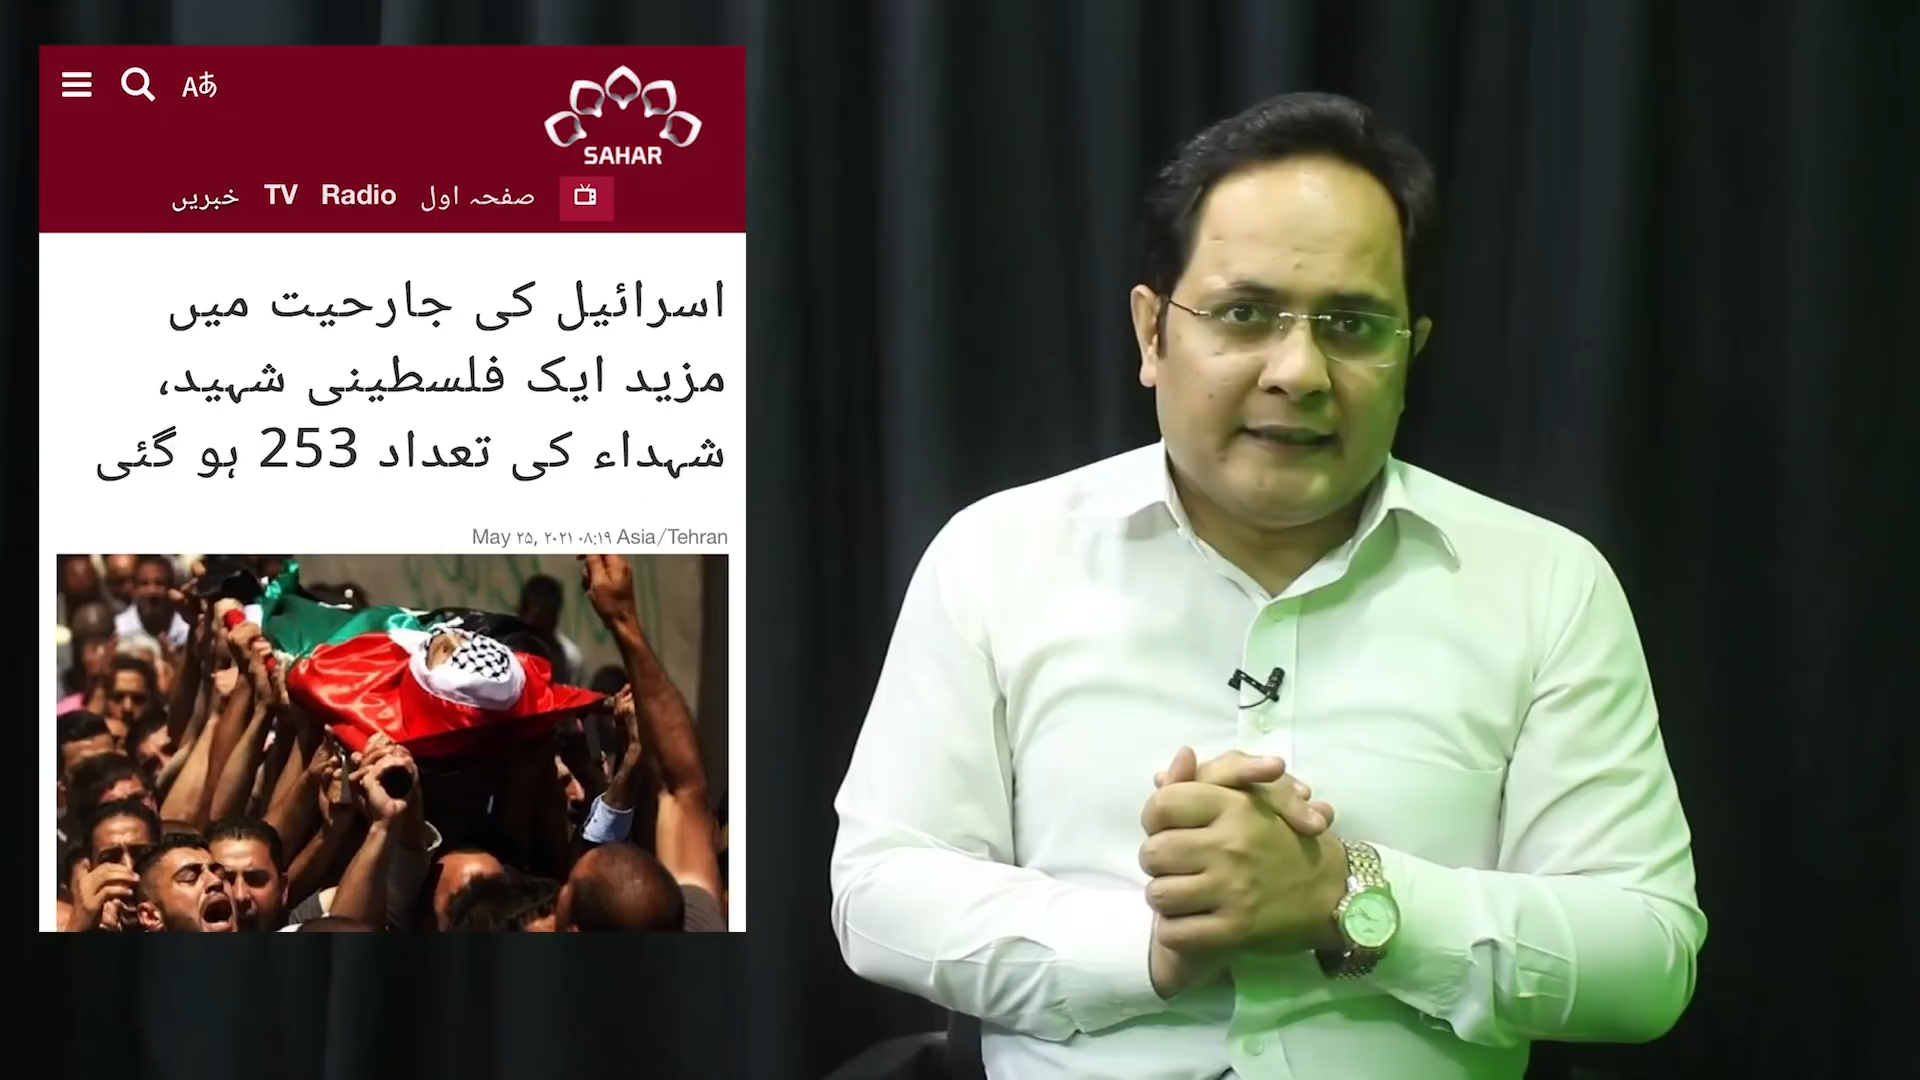 Aあ
SAHAR
صفحہ اول Radio TV خبریں
اسرائیل کی جارحیت میں
مزید ایک فلسطینی شہید،
شہداء کی تعداد 253 ہو گئی
May ۲۵, ۲۰۲۱ ۰۸:۱۹ Asia/Tehran